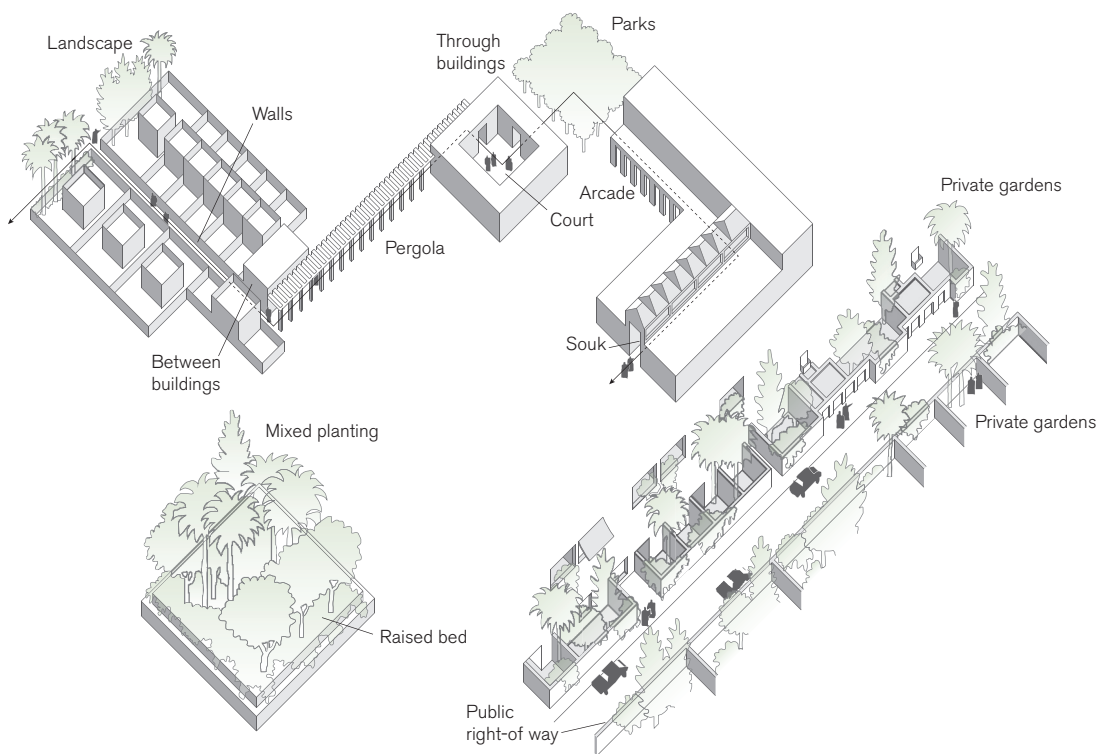 Landscape
Walls
Through
buildings
Parks
Pergola
Court
Arcade
Souk
Between
buildings
Private gardens
Private gardens
Mixed planting
Raised bed
Public
right-of way